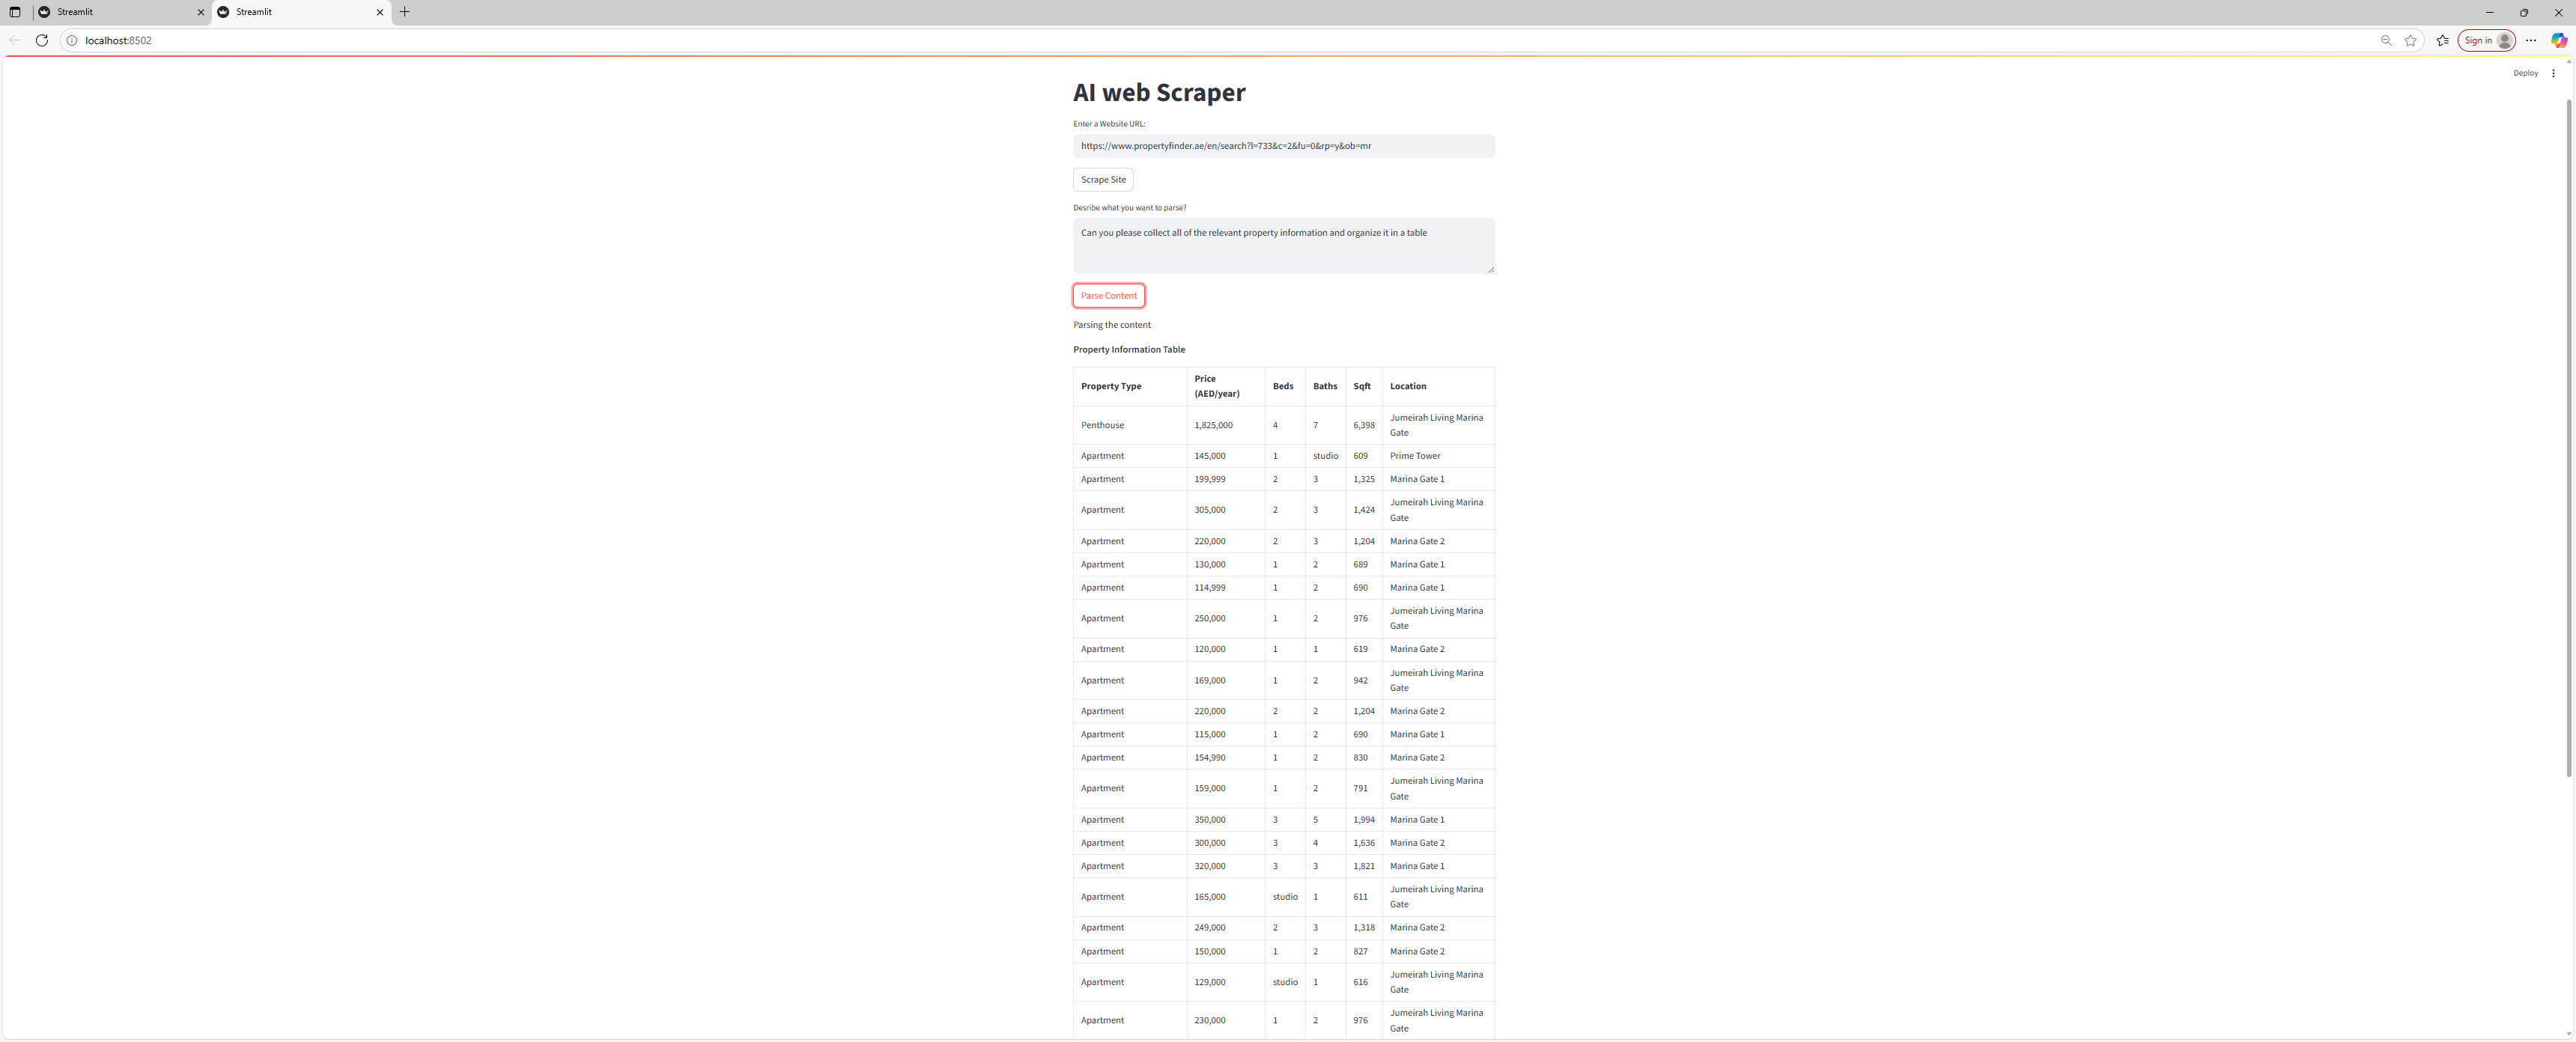 Streamlit
Streamlit
localhost:8502
Sign in
Deploy
AI web Scraper
Enter a Website URL:
https://www.propertyfinder.ae/en/search?l=733&c=2&fu=0&rp=y&ob=mr
Scrape Site
Desribe what you want to parse?
Can you please collect all of the relevant property information and organize it in a table
Parse Content
Parsing the content
Property Information Table
Property Type Price (AED/year) Beds Baths Sqft Location
Penthouse 1,825,000 4 7 6,398 Jumeirah Living Marina Gate
Apartment 145,000 1 studio 609 Prime Tower
Apartment 199,999 2 3 1,325 Marina Gate 1
Apartment 305,000 2 3 1,424 Jumeirah Living Marina Gate
Apartment 220,000 2 3 1,204 Marina Gate 2
Apartment 130,000 1 2 689 Marina Gate 1
Apartment 114,999 1 2 690 Marina Gate 1
Apartment 250,000 1 2 976 Jumeirah Living Marina Gate
Apartment 120,000 1 1 619 Marina Gate 2
Apartment 169,000 1 2 942 Jumeirah Living Marina Gate
Apartment 220,000 2 2 1,204 Marina Gate 2
Apartment 115,000 1 2 690 Marina Gate 1
Apartment 154,990 1 2 830 Marina Gate 2
Apartment 159,000 1 2 791 Jumeirah Living Marina Gate
Apartment 350,000 3 5 1,994 Marina Gate 1
Apartment 300,000 3 4 1,636 Marina Gate 2
Apartment 320,000 3 3 1,821 Marina Gate 1
Apartment 165,000 studio 1 611 Jumeirah Living Marina Gate
Apartment 249,000 2 3 1,318 Marina Gate 2
Apartment 150,000 1 2 827 Marina Gate 2
Apartment 129,000 studio 1 616 Jumeirah Living Marina Gate
Apartment 230,000 1 2 976 Jumeirah Living Marina Gate